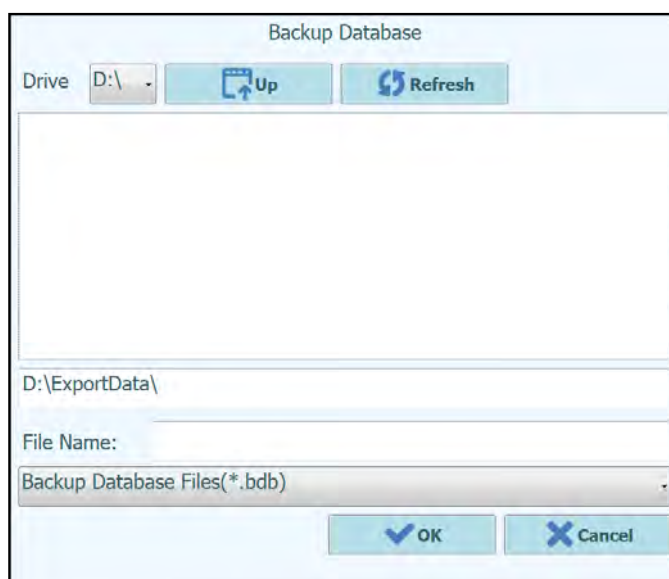 Backup Database
Drive D:\ Up Refresh
D:\ExportData\
File Name:
Backup Database Files(*.bdb)
OK Cancel